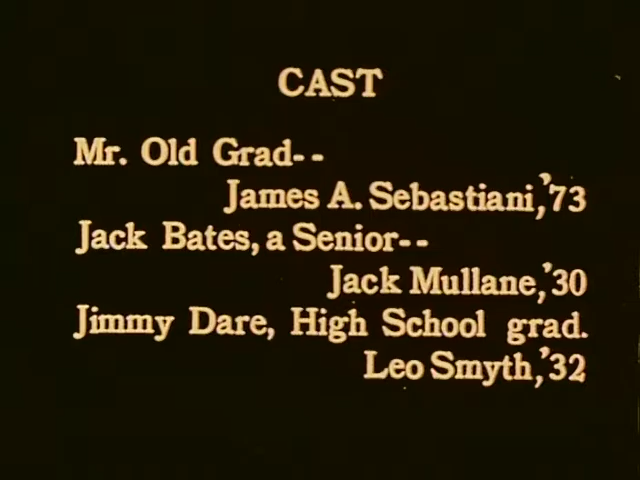 CAST
Mr. Old Grad--
James A. Sebastiani,'73
Jack Bates, a Senior--
Jack Mullane,'30
Jimmy Dare, High School grad.
Leo Smyth,'32